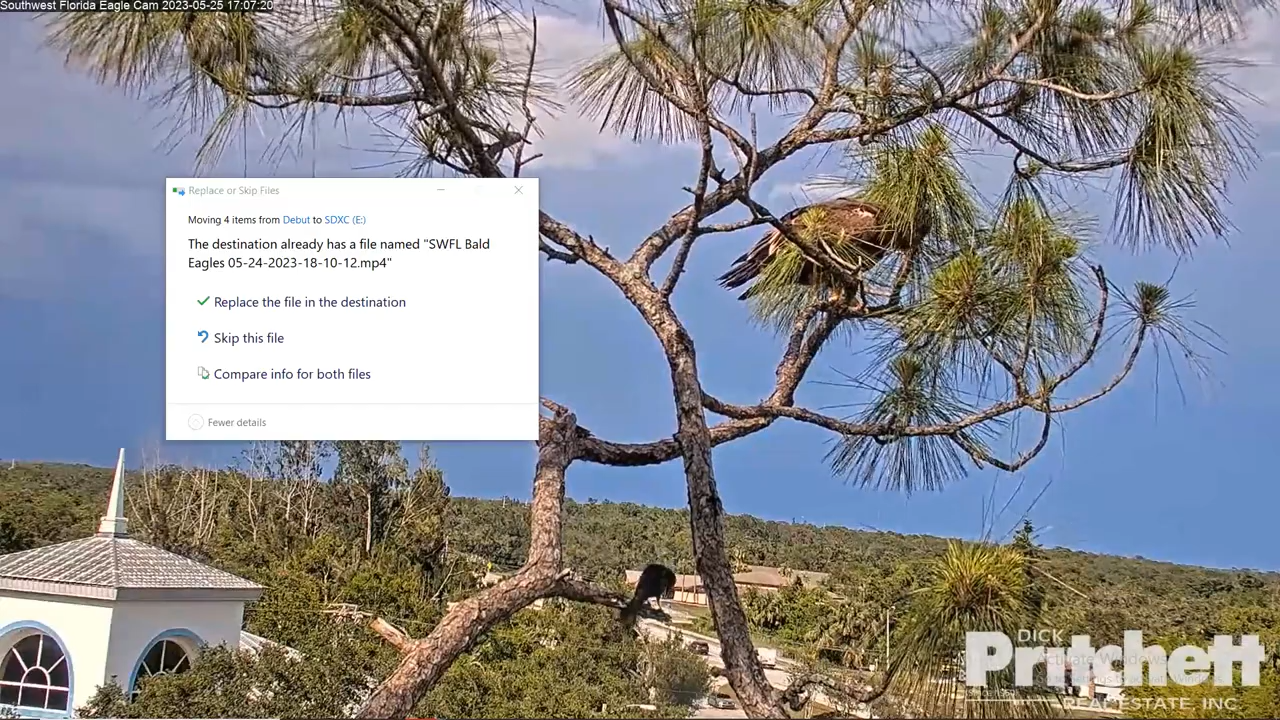 Southwest Florida Eagle Cam 2023-05-25 17:07:20
Replace or Skip Files
Moving 4 items from Debut to SDXC (E:)
The destination already has a file named "SWFL Bald
Eagles 05-24-2023-18-10-12.mp4"
Replace the file in the destination
Skip this file
Compare info for both files
Fewer details
DICK
Pritchett
Activate Windows
REAL ESTATE, INC.